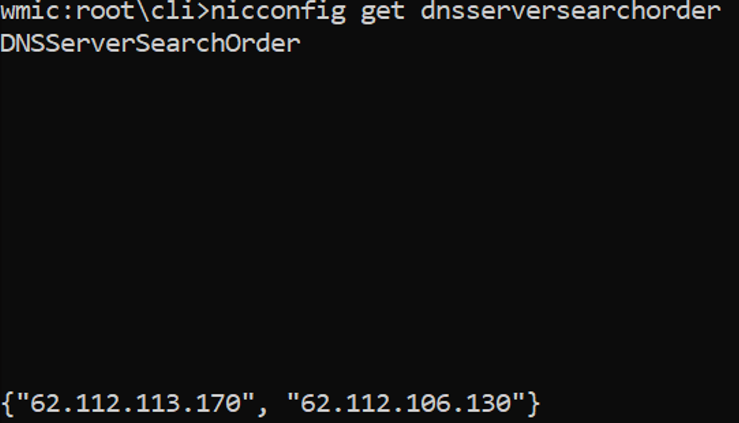 wmic:root\cli>nicconfig get dnsserversearchorder
DNSServerSearchOrder
{"62.112.113.170", "62.112.106.130"}